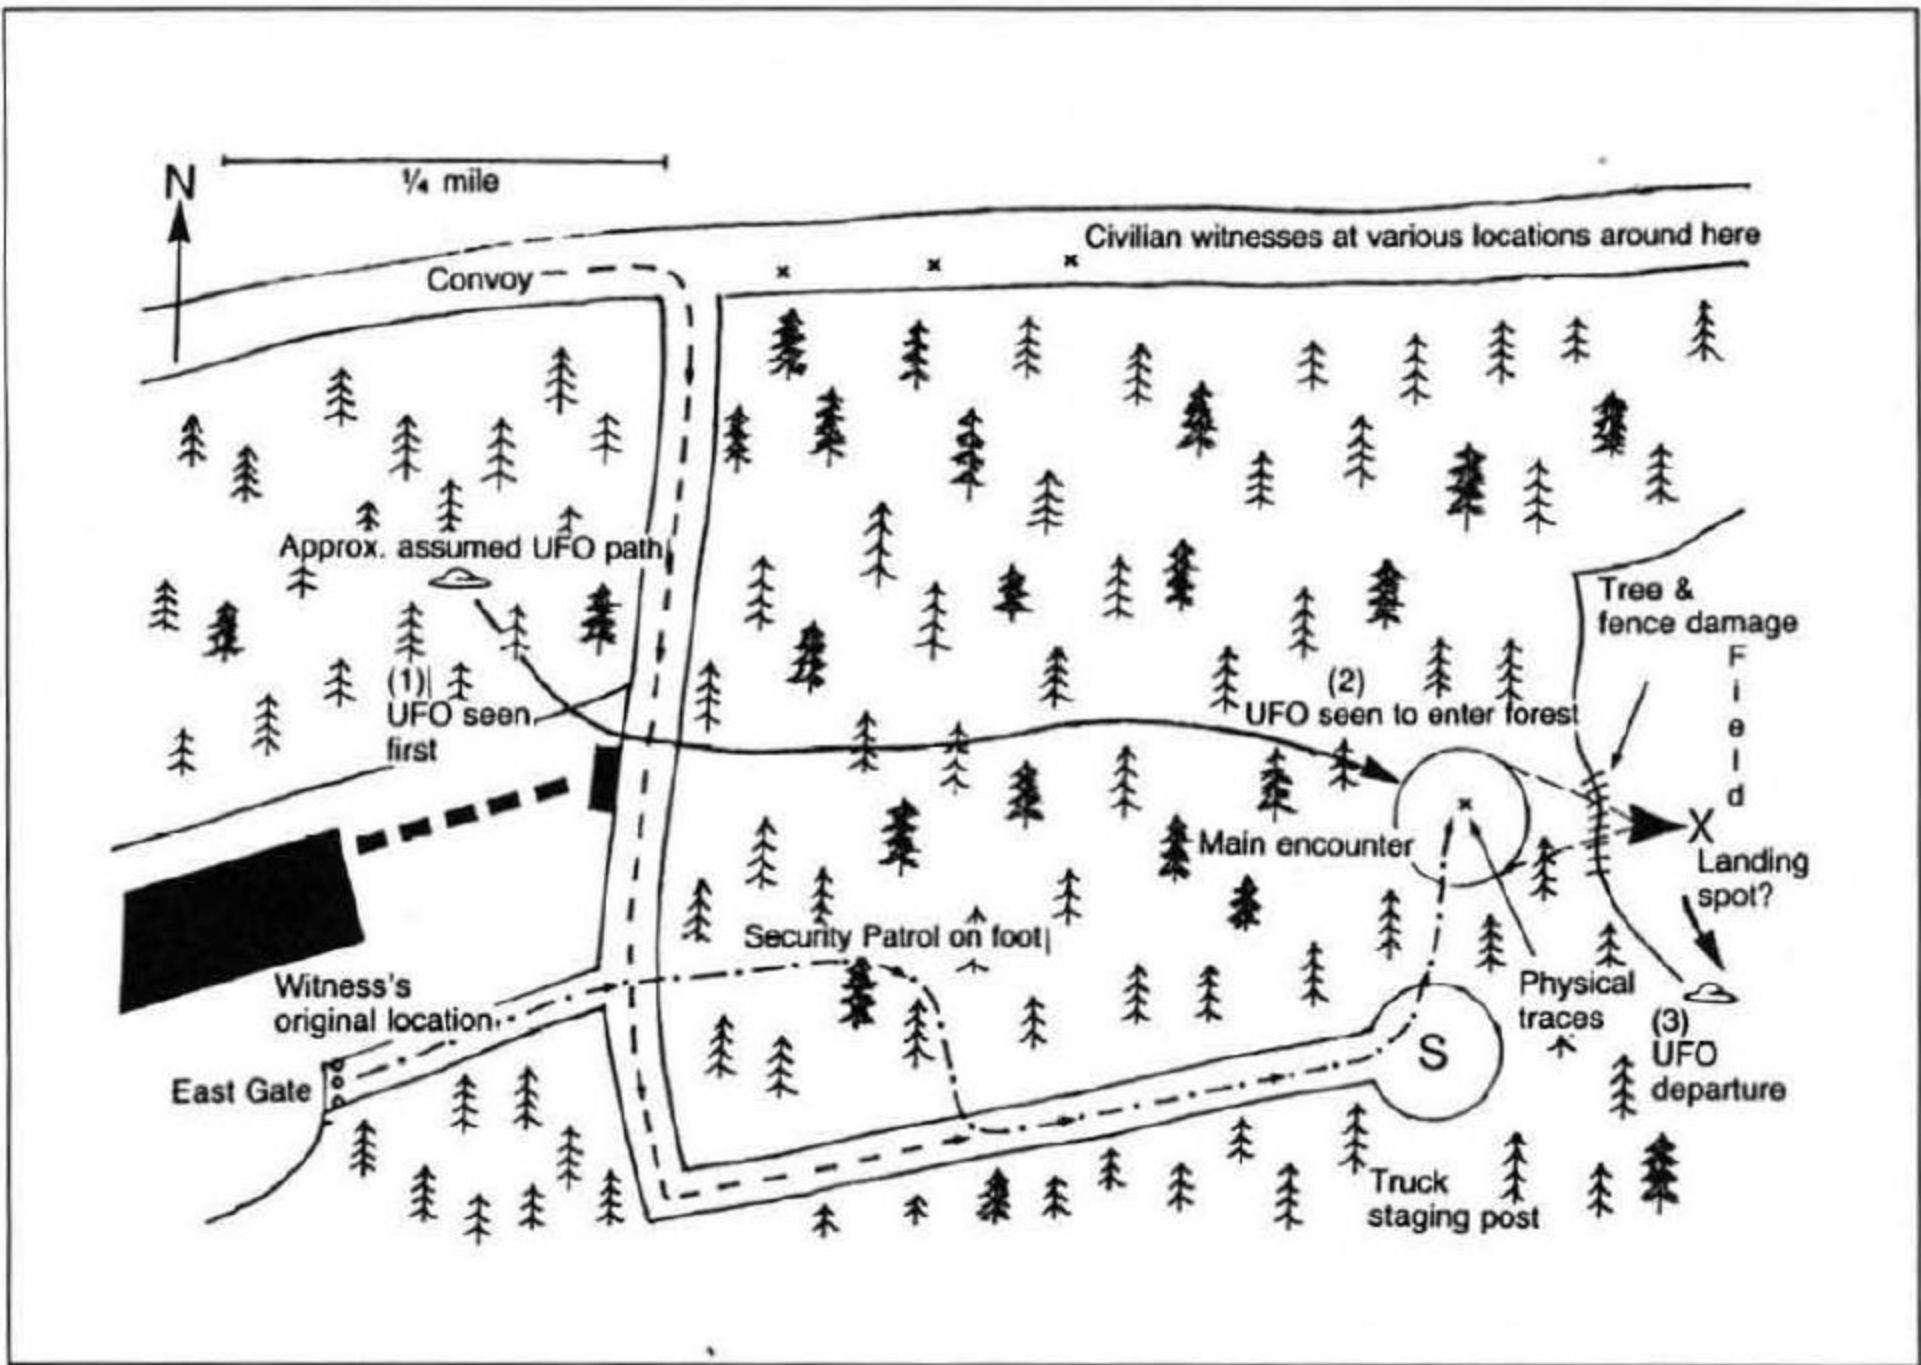 N
¼ mile
Civilian witnesses at various locations around here
Convoy
Approx. assumed UFO path
Tree &
fence damage
Field
(1)
UFO seen
first
(2)
UFO seen to enter forest
Main encounter
X
Landing
spot?
Security Patrol on foot
Witness's
original location
Physical
traces
(3)
UFO
departure
S
East Gate
Truck
staging post